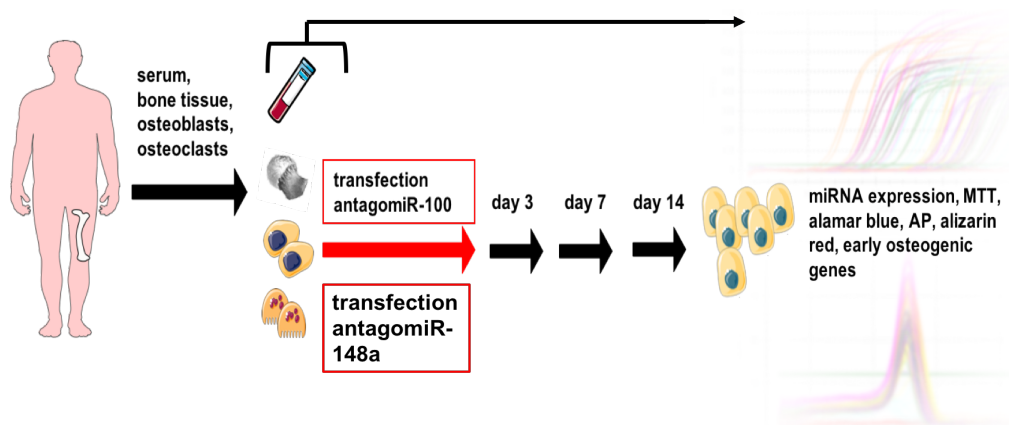 serum,
bone tissue,
osteoblasts,
osteoclasts
transfection
antagomiR-100
day 3
day 7
day 14
miRNA expression, MTT,
alamar blue, AP, alizarin
red, early osteogenic
genes
transfection
antagomiR-
148a